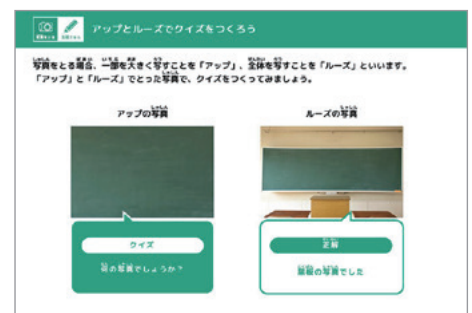 アップとルーズでクイズをつくろう
写真をとる場合、一部を大きく写すことを「アップ」、全体を写すことを「ルーズ」といいます。
「アップ」と「ルーズ」でとった写真で、クイズをつくってみましょう。
アップの写真
ルーズの写真
クイズ
何の写真でしょうか？
正解
黒板の写真でした